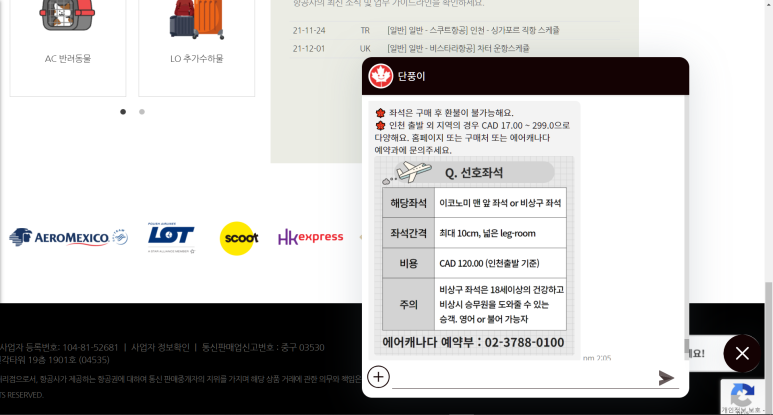 항공사의 최신 소식 및 업무 가이드라인을 확인하세요.
21-11-24 TR [일반] 일반 - 스쿠트항공] 인천 - 싱가포르 직항 스케쥴
21-12-01 UK [일반] 일반 - 비스타라항공] 차터 운항스케쥴
AC 반려동물
LO 추가수하물
AEROMEXICO
LOT
scoot
HK express
단풍이
좌석은 구매 후 환불이 불가능해요.
인천 출발 외 지역의 경우 CAD 17.00 ~ 299.0으로
다양해요. 홈페이지 또는 구매처 또는 에어캐나다
예약과에 문의주세요.
Q. 선호좌석
해당좌석 이코노미 맨 앞 좌석 or 비상구 좌석
좌석간격 최대 10cm, 넓은 leg-room
비용 CAD 120.00 (인천출발 기준)
주의 비상구 좌석은 18세이상의 건강하고
비상시 승무원을 도와줄 수 있는
승객. 영어 or 불어 가능자
에어캐나다 예약부 : 02-3788-0100
pm 2:05
사업자 등록번호: 104-81-52681 | 사업자 정보확인 | 통신판매업신고번호 : 중구 03530
각타워 19층 1901호 (04535)
리점으로서, 항공사가 제공하는 항공권에 대하여 통신 판매중개자의 지위를 가지며 해당 상품 거래에 관한 의무와 책임은
TS RESERVED.
요!
개인정보 보호